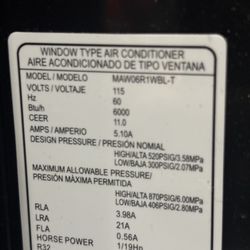 WINDOW TYPE AIR CONDITIONER
AIRE ACONDICIONADO DE TIPO VENTANA
MODEL / MODELO MAW06R1WBL-T
VOLTS / VOLTAJE 115
Hz 60
Btu/h 6000
CEER 11.0
AMPS / AMPERIO 5.10A
DESIGN PRESSURE / PRESIÓN NOMIAL
HIGH/ALTA 520PSIG/3.58MPa
LOW/BAJA 300PSIG/2.07MPa
MAXIMUM ALLOWABLE PRESSURE/
PRESIÓN MÁXIMA PERMITIDA
HIGH/ALTA 870PSIG/6.00MPa
LOW/BAJA 406PSIG/2.80MPa
RLA 3.98A
LRA 21A
FLA 0.56A
HORSE POWER 1/19Hp
R32